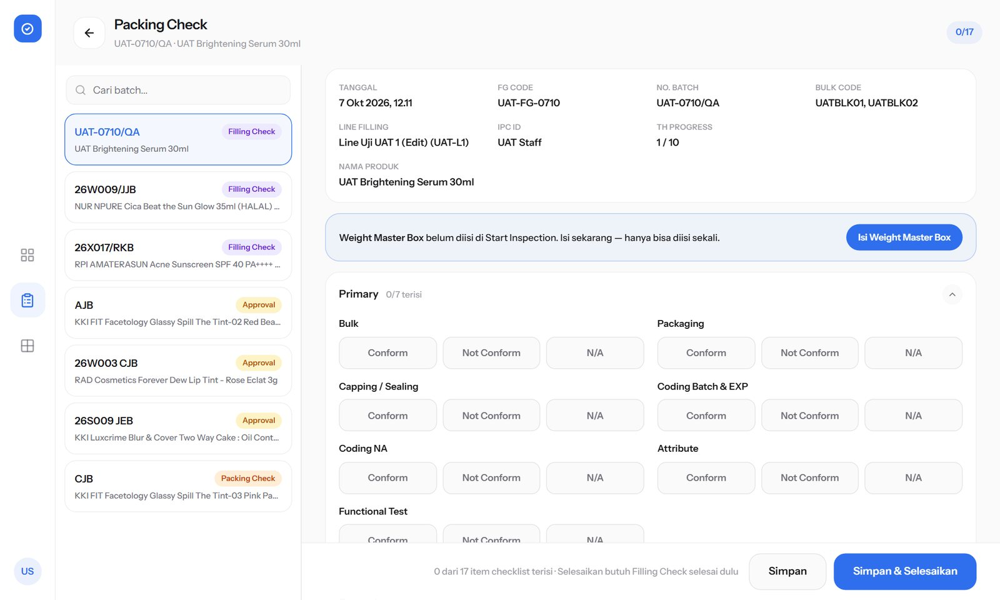 Packing Check
UAT-0710/QA · UAT Brightening Serum 30ml
0/17
Cari batch...
UAT-0710/QA
Filling Check
UAT Brightening Serum 30ml
26W009/JJB
Filling Check
NUR NPURE Cica Beat the Sun Glow 35ml (HALAL) ...
26X017/RKB
Filling Check
RPI AMATERASUN Acne Sunscreen SPF 40 PA++++ ...
AJB
Approval
KKI FIT Facetology Glassy Spill The Tint-02 Red Bea...
26W003 CJB
Approval
RAD Cosmetics Forever Dew Lip Tint - Rose Eclat 3g
26S009 JEB
Approval
KKI Luxcrime Blur & Cover Two Way Cake : Oil Cont...
CJB
Packing Check
KKI FIT Facetology Glassy Spill The Tint-03 Pink Pa...
US
TANGGAL
7 Okt 2026, 12.11
FG CODE
UAT-FG-0710
NO. BATCH
UAT-0710/QA
BULK CODE
UATBLK01, UATBLK02
LINE FILLING
Line Uji UAT 1 (Edit) (UAT-L1)
IPC ID
UAT Staff
TH PROGRESS
1 / 10
NAMA PRODUK
UAT Brightening Serum 30ml
Weight Master Box belum diisi di Start Inspection. Isi sekarang — hanya bisa diisi sekali.
Isi Weight Master Box
Primary 0/7 terisi
Bulk
Conform Not Conform N/A
Packaging
Conform Not Conform N/A
Capping / Sealing
Conform Not Conform N/A
Coding Batch & EXP
Conform Not Conform N/A
Coding NA
Conform Not Conform N/A
Attribute
Conform Not Conform N/A
Functional Test
Conform Not Conform N/A
0 dari 17 item checklist terisi · Selesaikan butuh Filling Check selesai dulu
Simpan
Simpan & Selesaikan